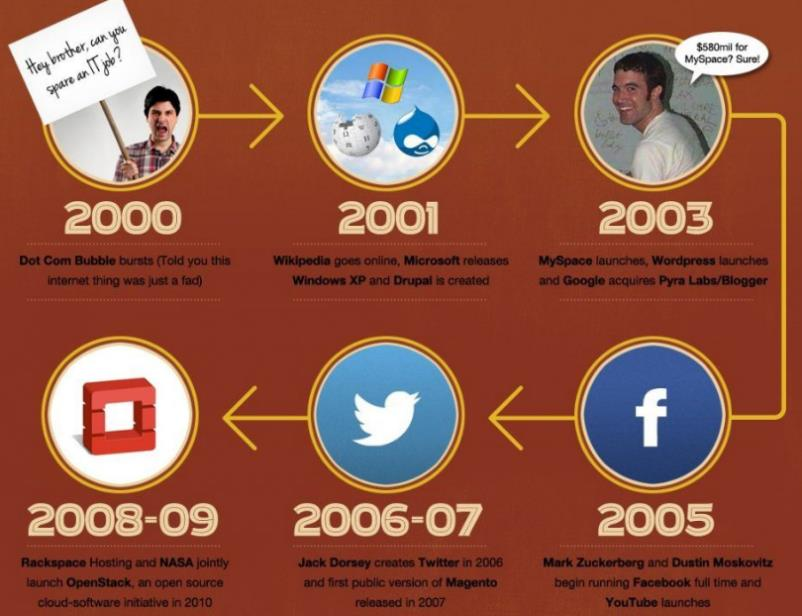 Hey brother, can you
spare an IT job?
$580mil for
MySpace? Sure!
2000
Dot Com Bubble bursts (Told you this
internet thing was just a fad)
2001
Wikipedia goes online, Microsoft releases
Windows XP and Drupal is created
2003
MySpace launches, Wordpress launches
and Google acquires Pyra Labs/Blogger
f
2005
Mark Zuckerberg and Dustin Moskovitz
begin running Facebook full time and
YouTube launches
2006-07
Jack Dorsey creates Twitter in 2006
and first public version of Magento
released in 2007
2008-09
Rackspace Hosting and NASA jointly
launch OpenStack, an open source
cloud-software initiative in 2010